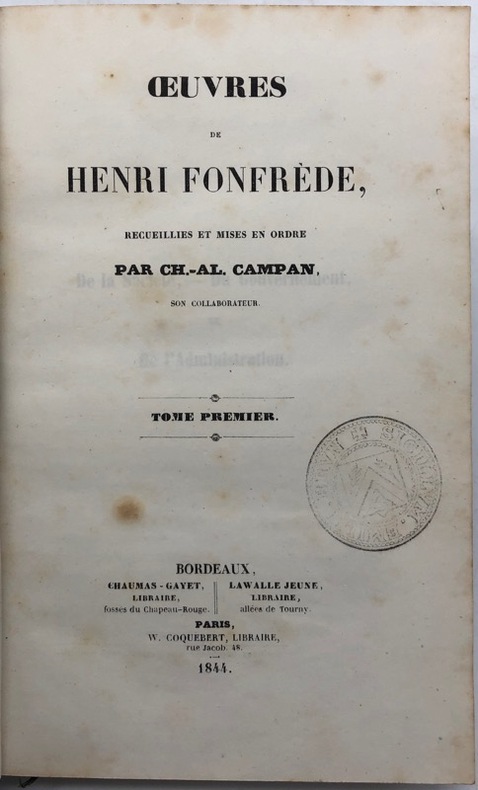 ŒUVRES
DE
HENRI FONFRÈDE,
RECUEILLIES ET MISES EN ORDRE
PAR CH.-AL. CAMPAN,
SON COLLABORATEUR.
TOME PREMIER.
BORDEAUX,
CHAUMAS-GAYET, LAWALLE JEUNE,
LIBRAIRE, LIBRAIRE,
fossés du Chapeau-Rouge. allées de Tourny.
PARIS,
W. COQUEBERT, LIBRAIRE,
rue Jacob. 48.
1844.